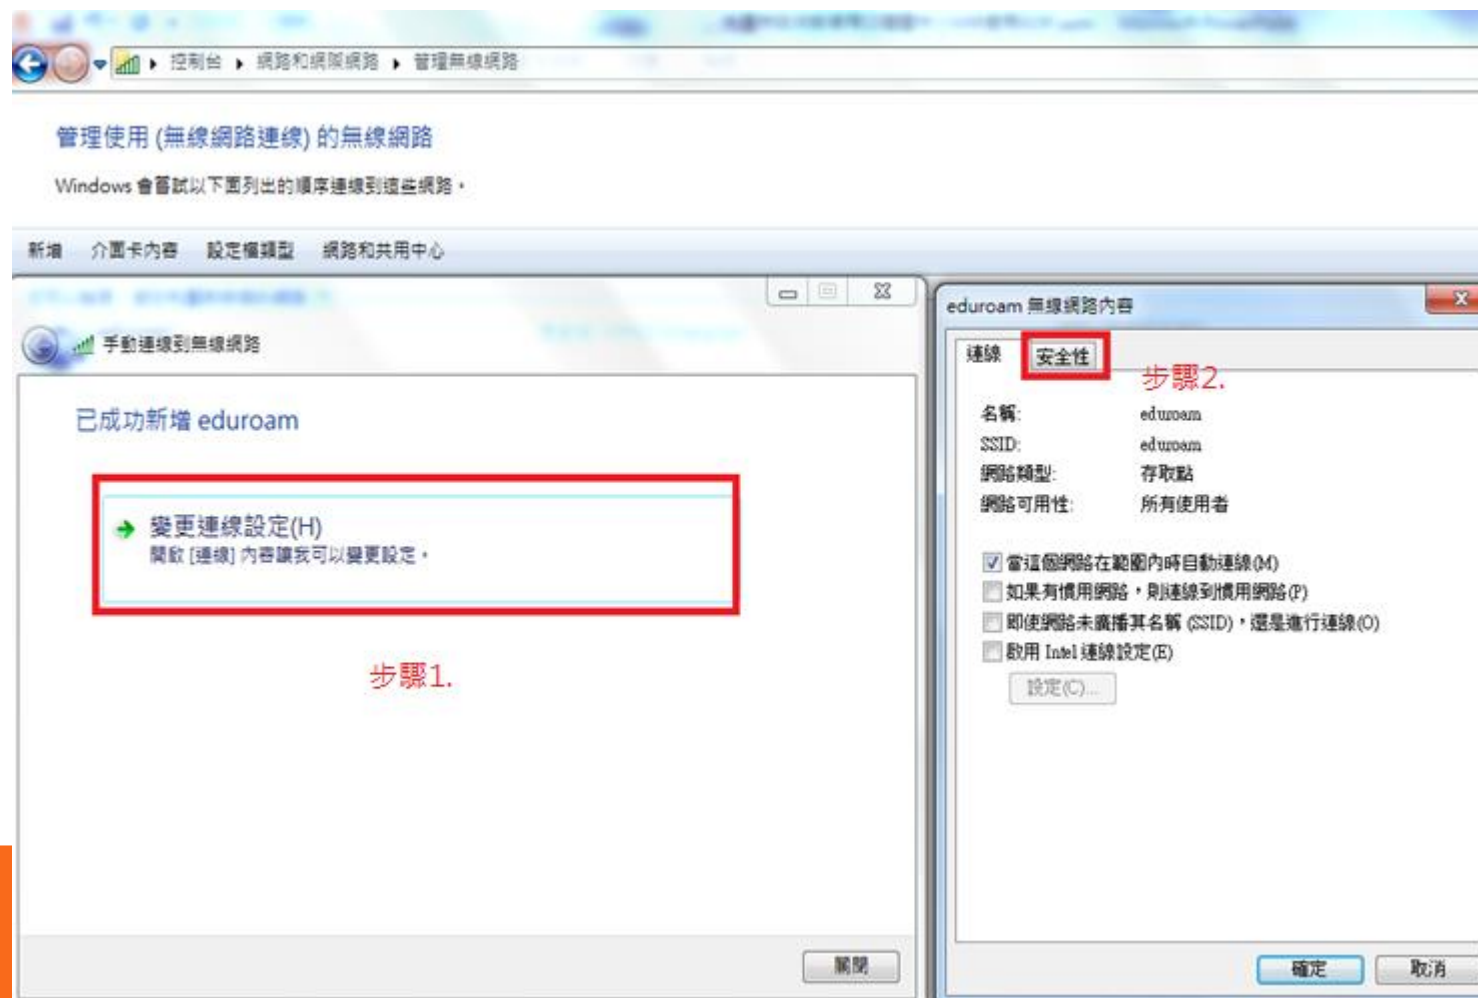 控制台 ▸ 網路和網際網路 ▸ 管理無線網路
管理使用 (無線網路連線) 的無線網路
Windows 會嘗試以下面列出的順序連線到這些網路。
新增 介面卡內容 設定檔類型 網路和共用中心
手動連線到無線網路
已成功新增 eduroam
變更連線設定(H)
開啟 [連線] 內容讓我可以變更設定。
步驟1.
關閉
eduroam 無線網路內容
連線 安全性
步驟2.
名稱: eduroam
SSID: eduroam
網路類型: 存取點
網路可用性: 所有使用者
當這個網路在範圍內時自動連線(M)
如果有慣用網路，則連線到慣用網路(P)
即使網路未廣播其名稱 (SSID)，還是進行連線(O)
啟用 Intel 連線設定(E)
設定(C)...
確定 取消